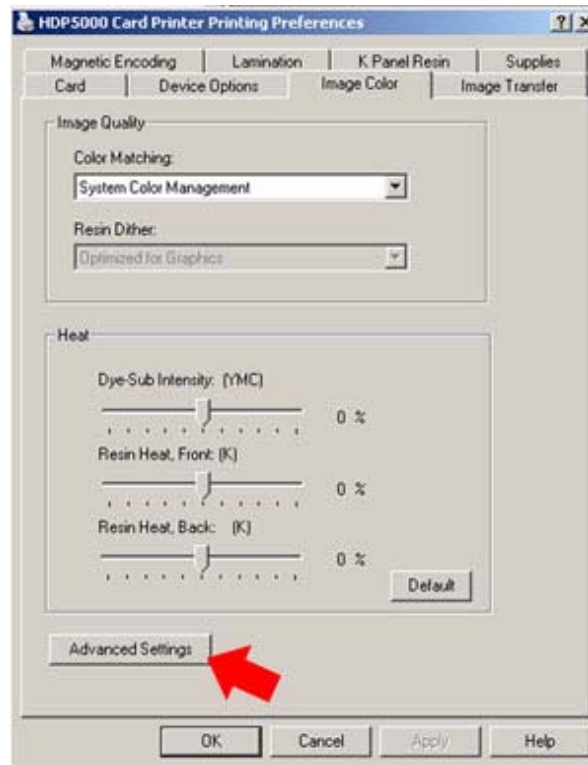 HDP5000 Card Printer Printing Preferences
Magnetic Encoding Lamination K Panel Resin Supplies
Card Device Options Image Color Image Transfer
Image Quality
Color Matching:
System Color Management
Resin Dither:
Optimized for Graphics
Heat
Dye-Sub Intensity: (YMC)
0 %
Resin Heat, Front: (K)
0 %
Resin Heat, Back: (K)
0 %
Default
Advanced Settings
OK Cancel Apply Help